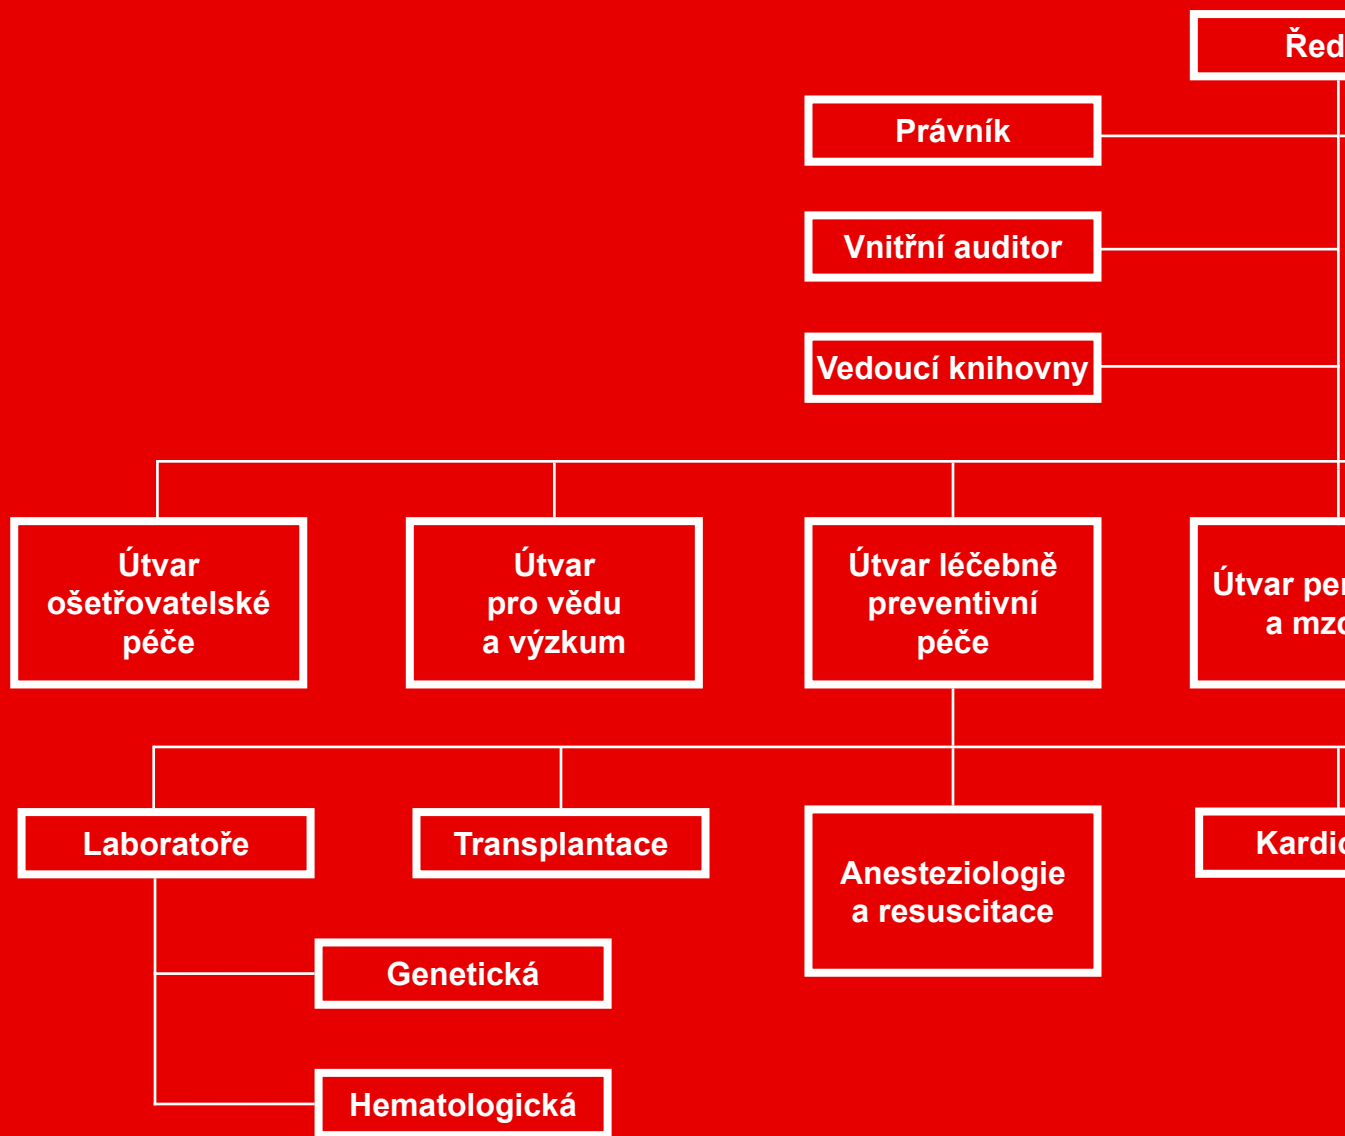 Právník
Vnitřní auditor
Vedoucí knihovny
Útvar
ošetřovatelské
péče
Útvar
pro vědu
a výzkum
Útvar léčebně
preventivní
péče
Útvar
a
Laboratoře
Transplantace
Anesteziologie
a resuscitace
Genetická
Hematologická